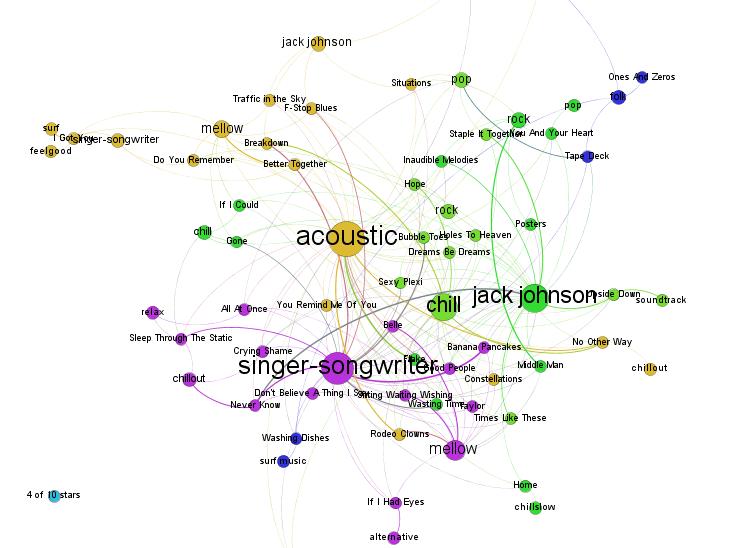 jack johnson
Ones And Zeros
pop
Situations
folk
Traffic in the Sky
F-Stop Blues
pop
rock
surf
mellow
Staple It Together
You And Your Heart
I Got You
singer-songwriter
Breakdown
feelgood
Do You Remember
Better Together
Inaudible Melodies
Tape Deck
Hope
If I Could
rock
Posters
chill
Gone
acoustic
Bubble Toes
Holes To Heaven
Dreams Be Dreams
Sexy Plexi
You Remind Me Of You
chill
jack johnson
Upside Down
soundtrack
relax
All At Once
Belle
Sleep Through The Static
Crying Shame
Banana Pancakes
No Other Way
singer-songwriter
Flake
Good People
Middle Man
chillout
chillout
Constellations
Don't Believe A Thing I Say
Sitting Waiting Wishing
Never Know
Wasting Time
Taylor
Times Like These
Washing Dishes
Rodeo Clowns
mellow
surf music
4 of 10 stars
Home
If I Had Eyes
chillslow
alternative